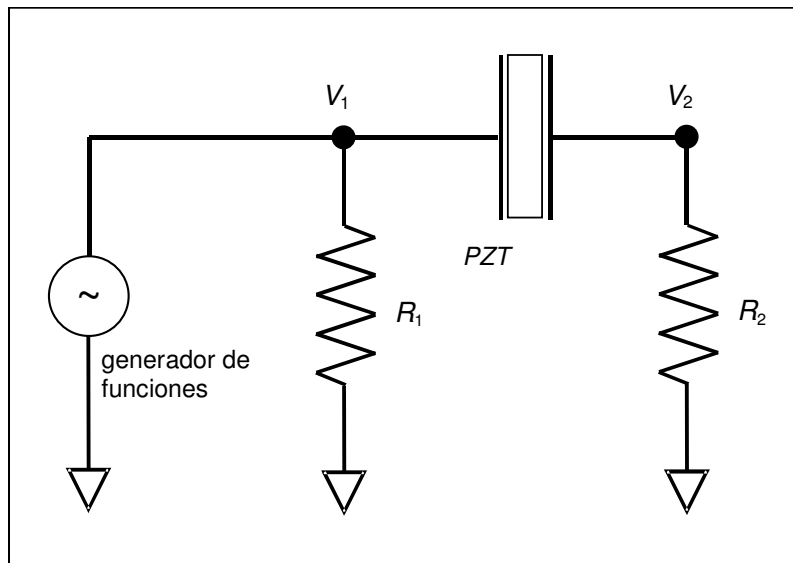 V1
V2
PZT
~
R1
R2
generador de
funciones